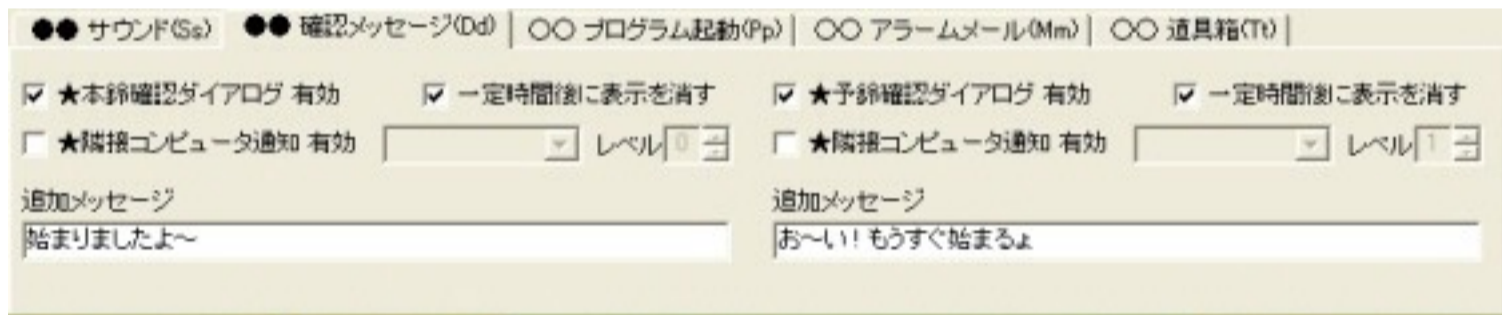 ●● サウンド(Ss) ●● 確認メッセージ(Dd) ○○ プログラム起動(Pp) ○○ アラームメール(Mm) ○○ 道具箱(Tt)
★本鈴確認ダイアログ 有効 一定時間後に表示を消す ★予鈴確認ダイアログ 有効 一定時間後に表示を消す
★隣接コンピュータ通知 有効 レベル 0 ★隣接コンピュータ通知 有効 レベル 1
追加メッセージ 追加メッセージ
始まりましたよ～ お～い！もうすぐ始まるょ